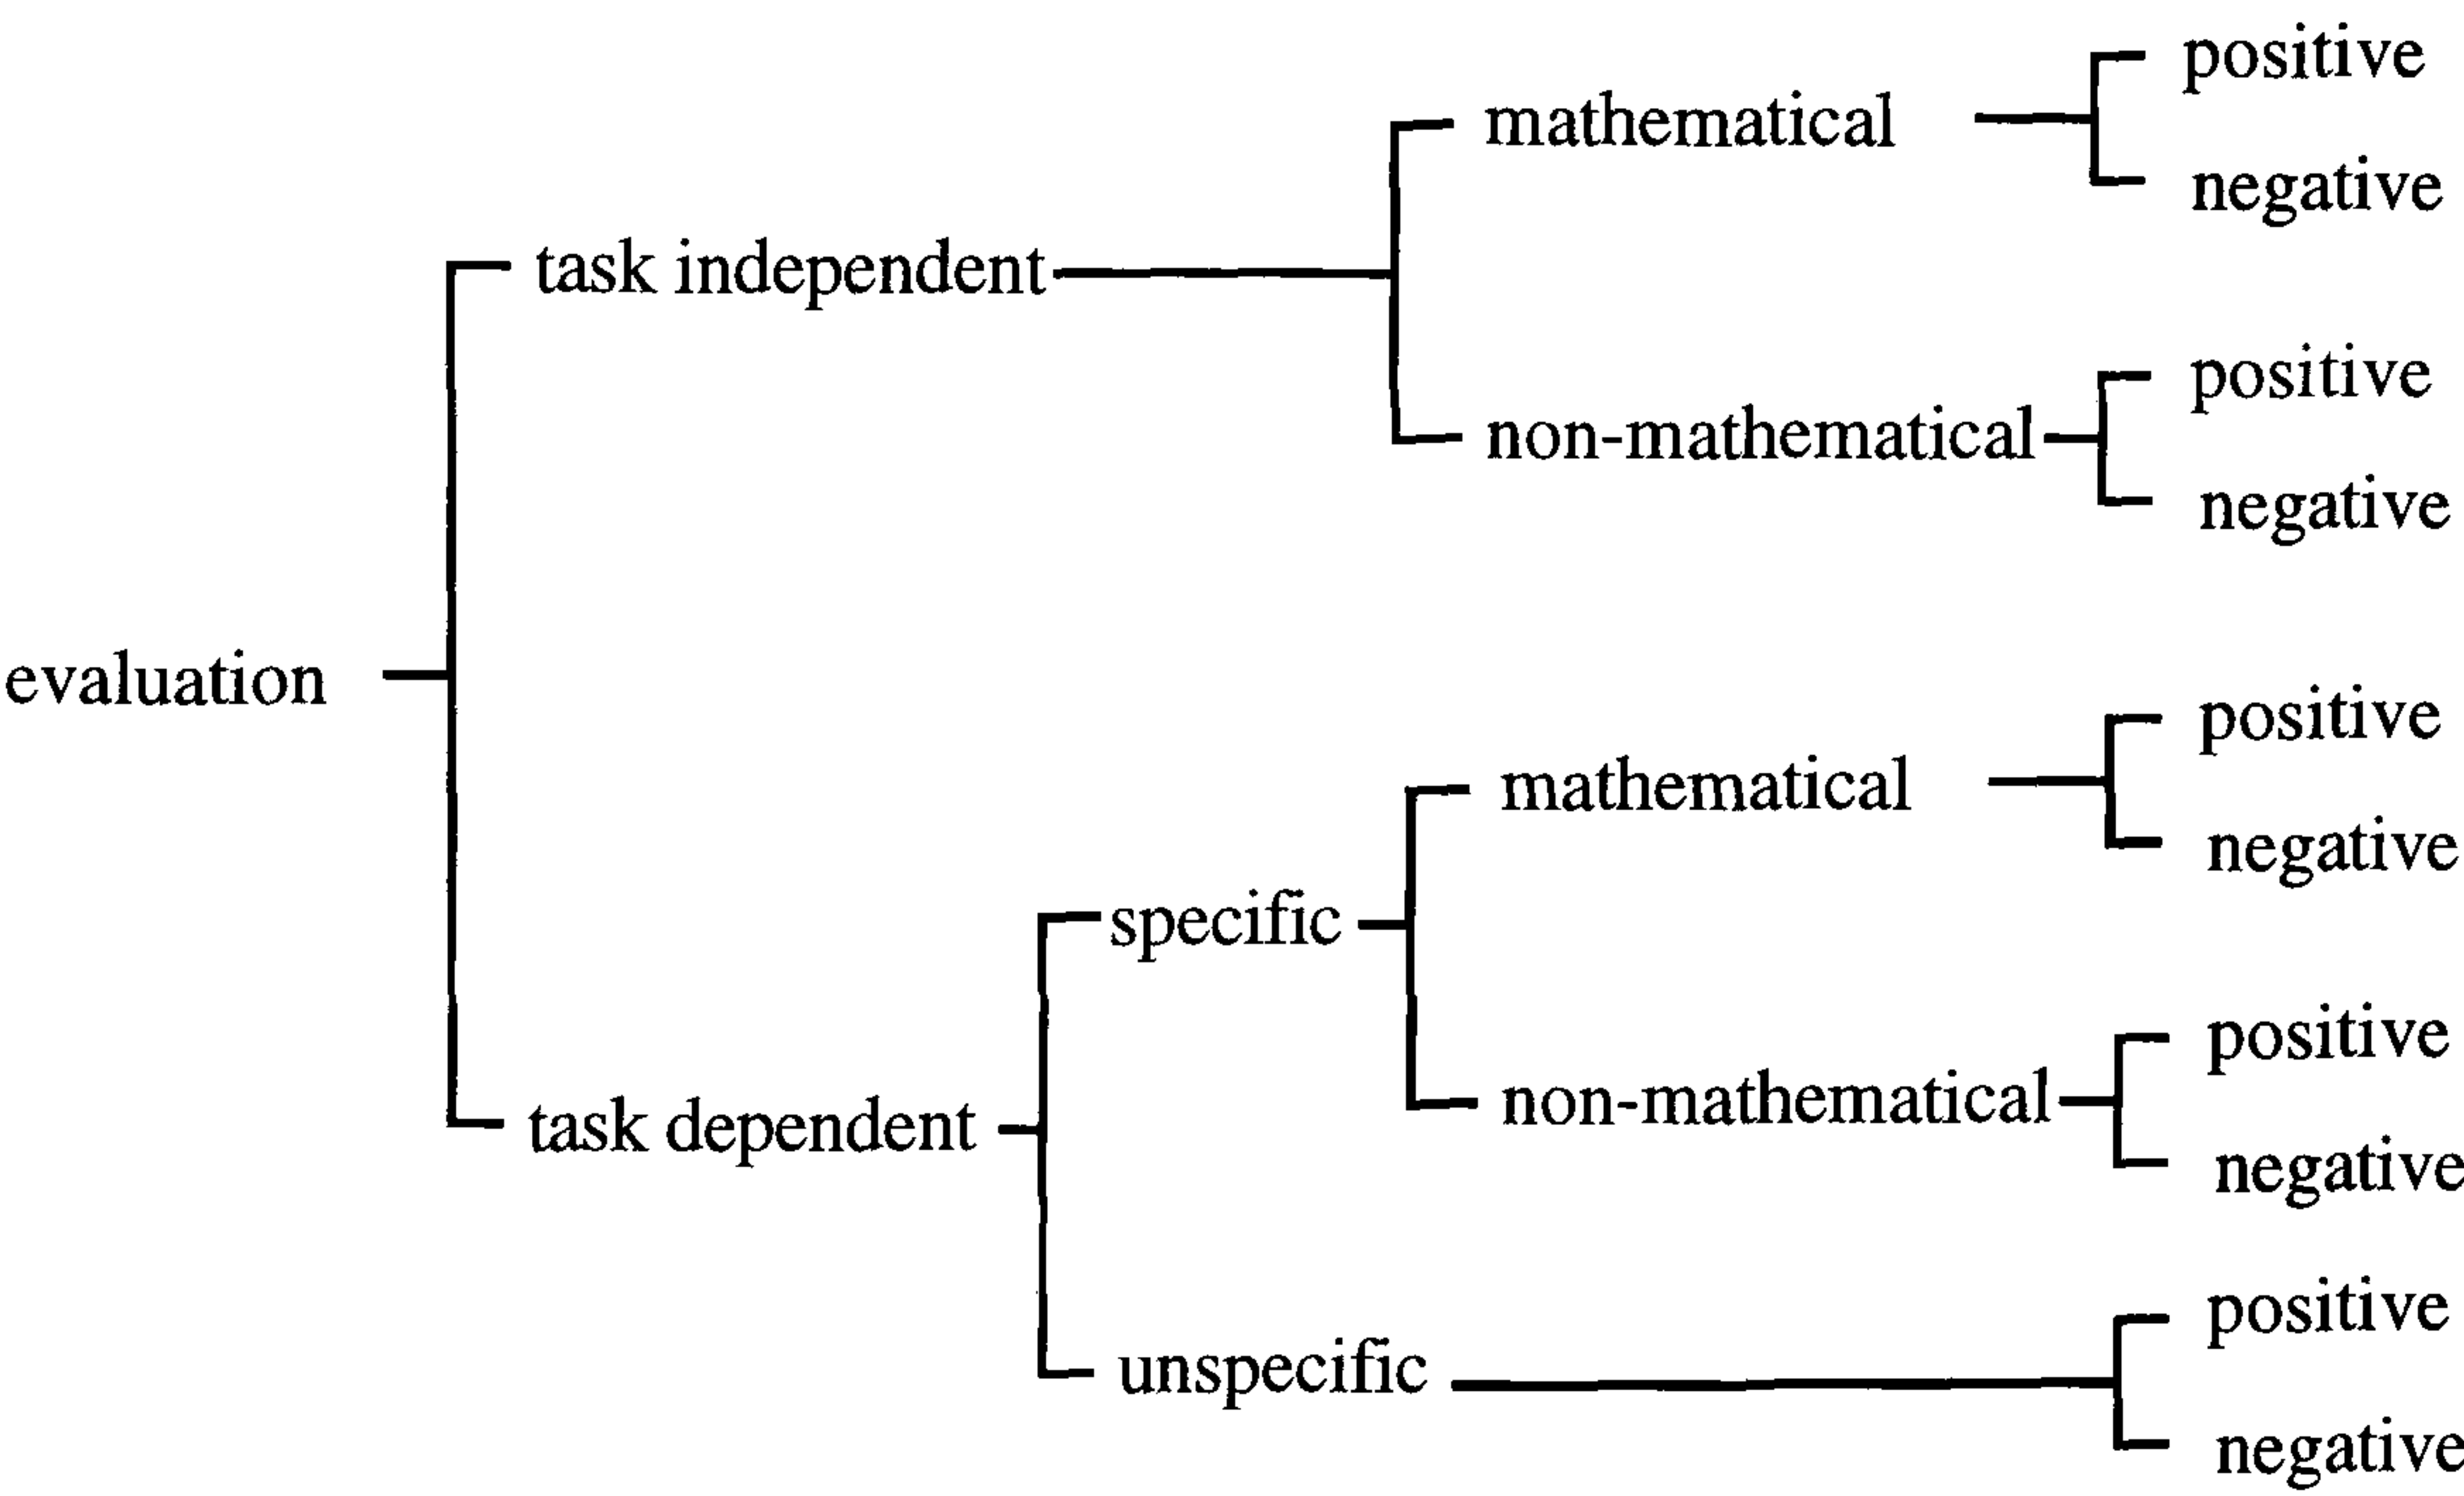 positive
mathematical
negative
task independent
positive
non-mathematical
negative
evaluation
positive
mathematical
negative
specific
positive
non-mathematical
task dependent
negative
positive
unspecific
negative